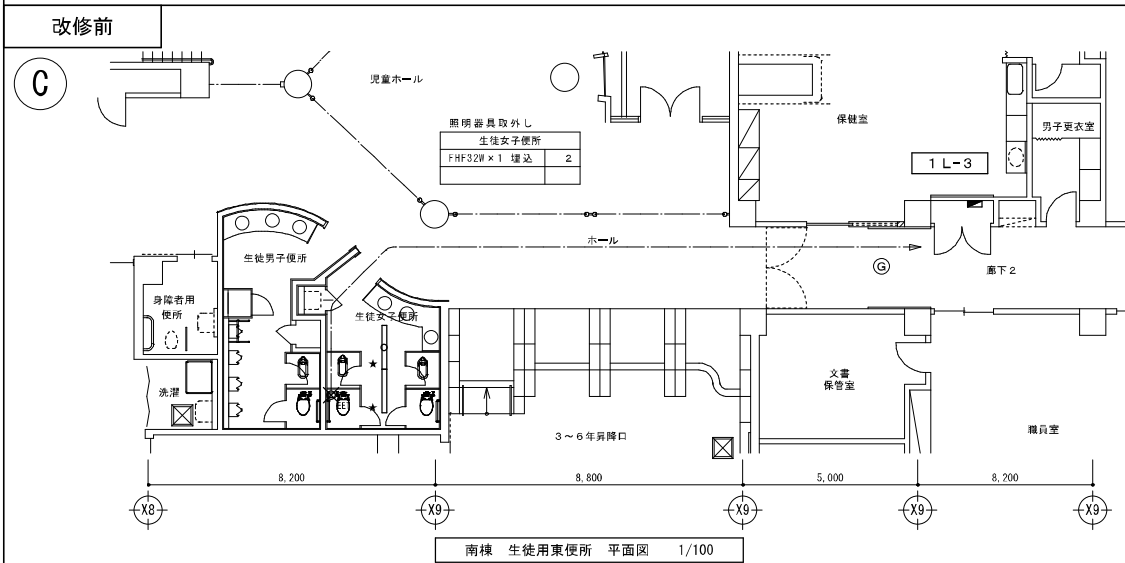 改修前
C
児童ホール
照明器具取外し
生徒女子便所
FHF32W×1 埋込 2
保健室
男子更衣室
1L-3
ホール
生徒男子便所
G
廊下2
身障者用
便所
生徒女子便所
文書
保管室
洗濯
3～6年昇降口
職員室
8,200
8,800
5,000
8,200
X8
X9
X9
X9
X9
南棟 生徒用東便所 平面図 1/100